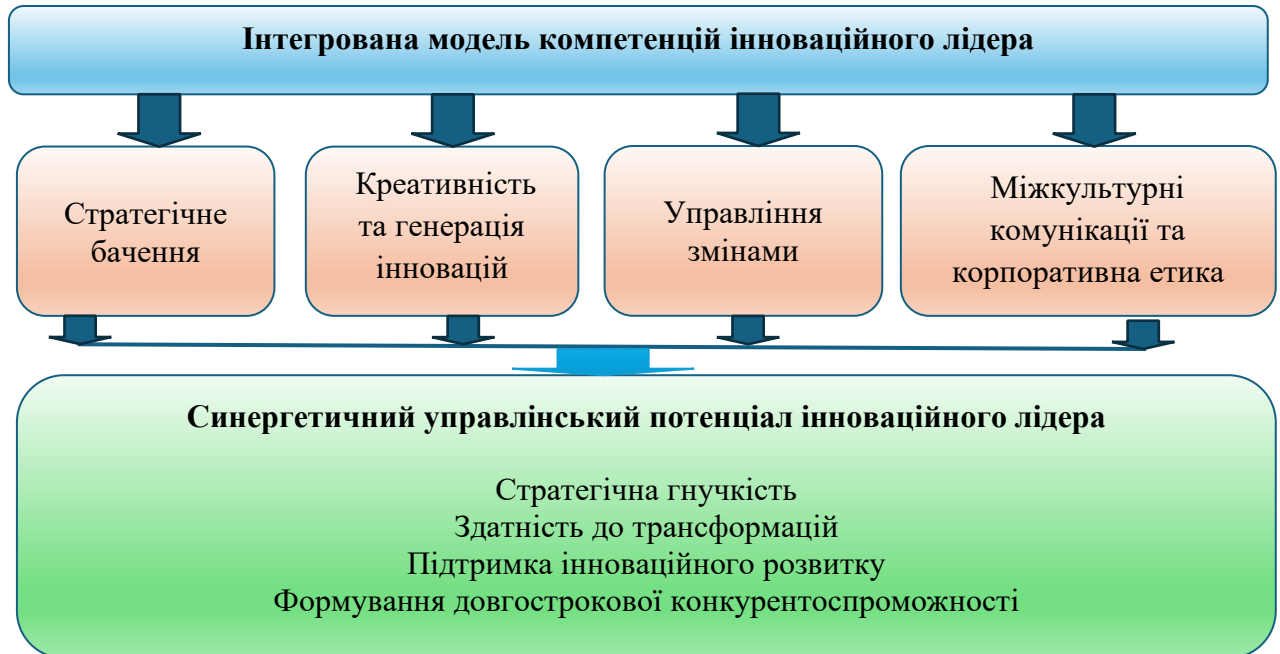 Інтегрована модель компетенцій інноваційного лідера
Стратегічне
бачення
Креативність
та генерація
інновацій
Управління
змінами
Міжкультурні
комунікації та
корпоративна етика
Синергетичний управлінський потенціал інноваційного лідера
Стратегічна гнучкість
Здатність до трансформацій
Підтримка інноваційного розвитку
Формування довгострокової конкурентоспроможності